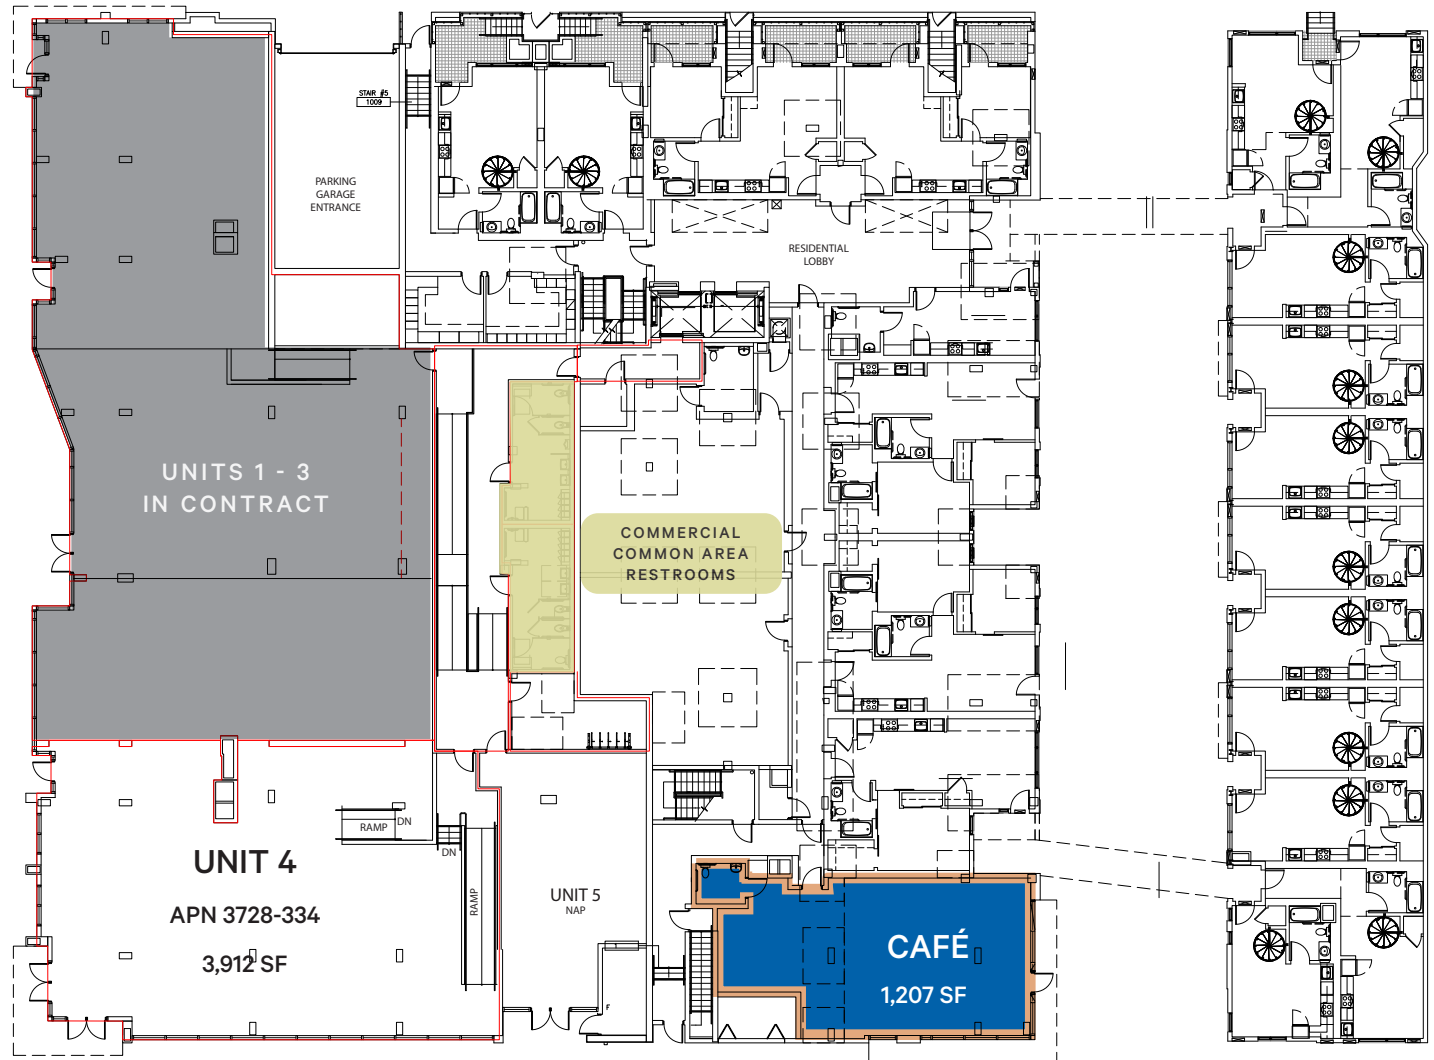 STAIR #5
1009
PARKING
GARAGE
ENTRANCE
RESIDENTIAL
LOBBY
UNITS 1 - 3
IN CONTRACT
COMMERCIAL
COMMON AREA
RESTROOMS
RAMP
DN
DN
RAMP
UNIT 4
APN 3728-334
3,912 SF
UNIT 5
NAP
CAFÉ
1,207 SF
F